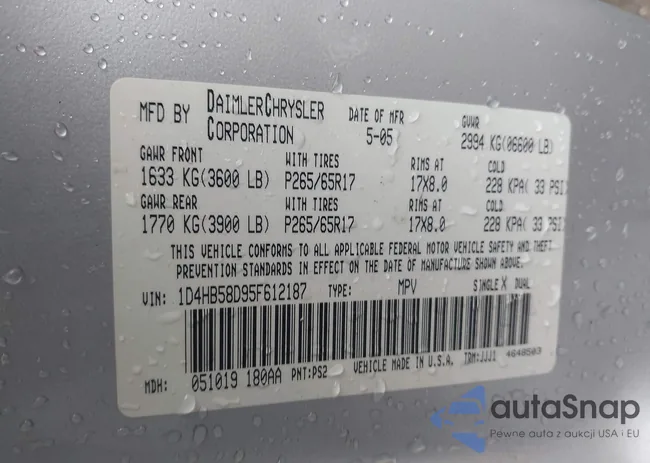 MFD BY DAIMLERCHRYSLER CORPORATION DATE OF MFR 5-05 GVWR 2994 KG(06600 LB)
GAWR FRONT WITH TIRES RIMS AT COLD
1633 KG(3600 LB) P265/65R17 17X8.0 228 KPA( 33 PSI)
GAWR REAR WITH TIRES RIMS AT COLD
1770 KG(3900 LB) P265/65R17 17X8.0 228 KPA( 33 PSI)
THIS VEHICLE CONFORMS TO ALL APPLICABLE FEDERAL MOTOR VEHICLE SAFETY AND THEFT
PREVENTION STANDARDS IN EFFECT ON THE DATE OF MANUFACTURE SHOWN ABOVE.
VIN: 1D4HB58D95F612187 TYPE: MPV SINGLE X DUAL
VEHICLE MADE IN U.S.A. TRM:JJJ1 4648503
MDH: 051019 180AA PNT:PS2
autaSnap
Pewne auta z aukcji USA i EU